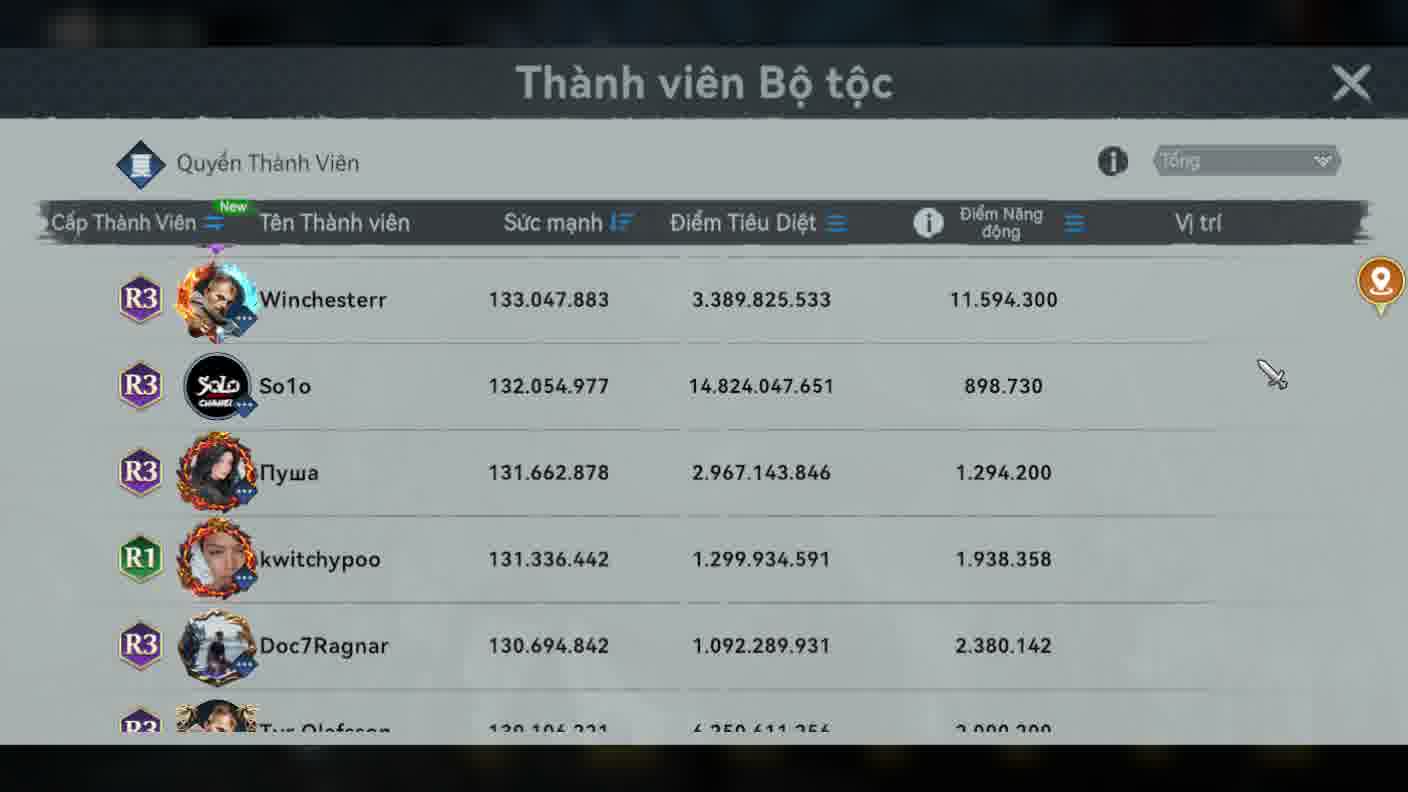 Thành viên Bộ tộc
Quyển Thành Viên
Tổng
New
Cấp Thành Viên Tên Thành viên Sức mạnh Điểm Tiêu Diệt Điểm Năng động Vị trí
R3 Winchesterr 133.047.883 3.389.825.533 11.594.300
R3 So1o 132.054.977 14.824.047.651 898.730
SOLO
CHANEL
R3 Пуша 131.662.878 2.967.143.846 1.294.200
R1 kwitchypoo 131.336.442 1.299.934.591 1.938.358
R3 Doc7Ragnar 130.694.842 1.092.289.931 2.380.142
R3